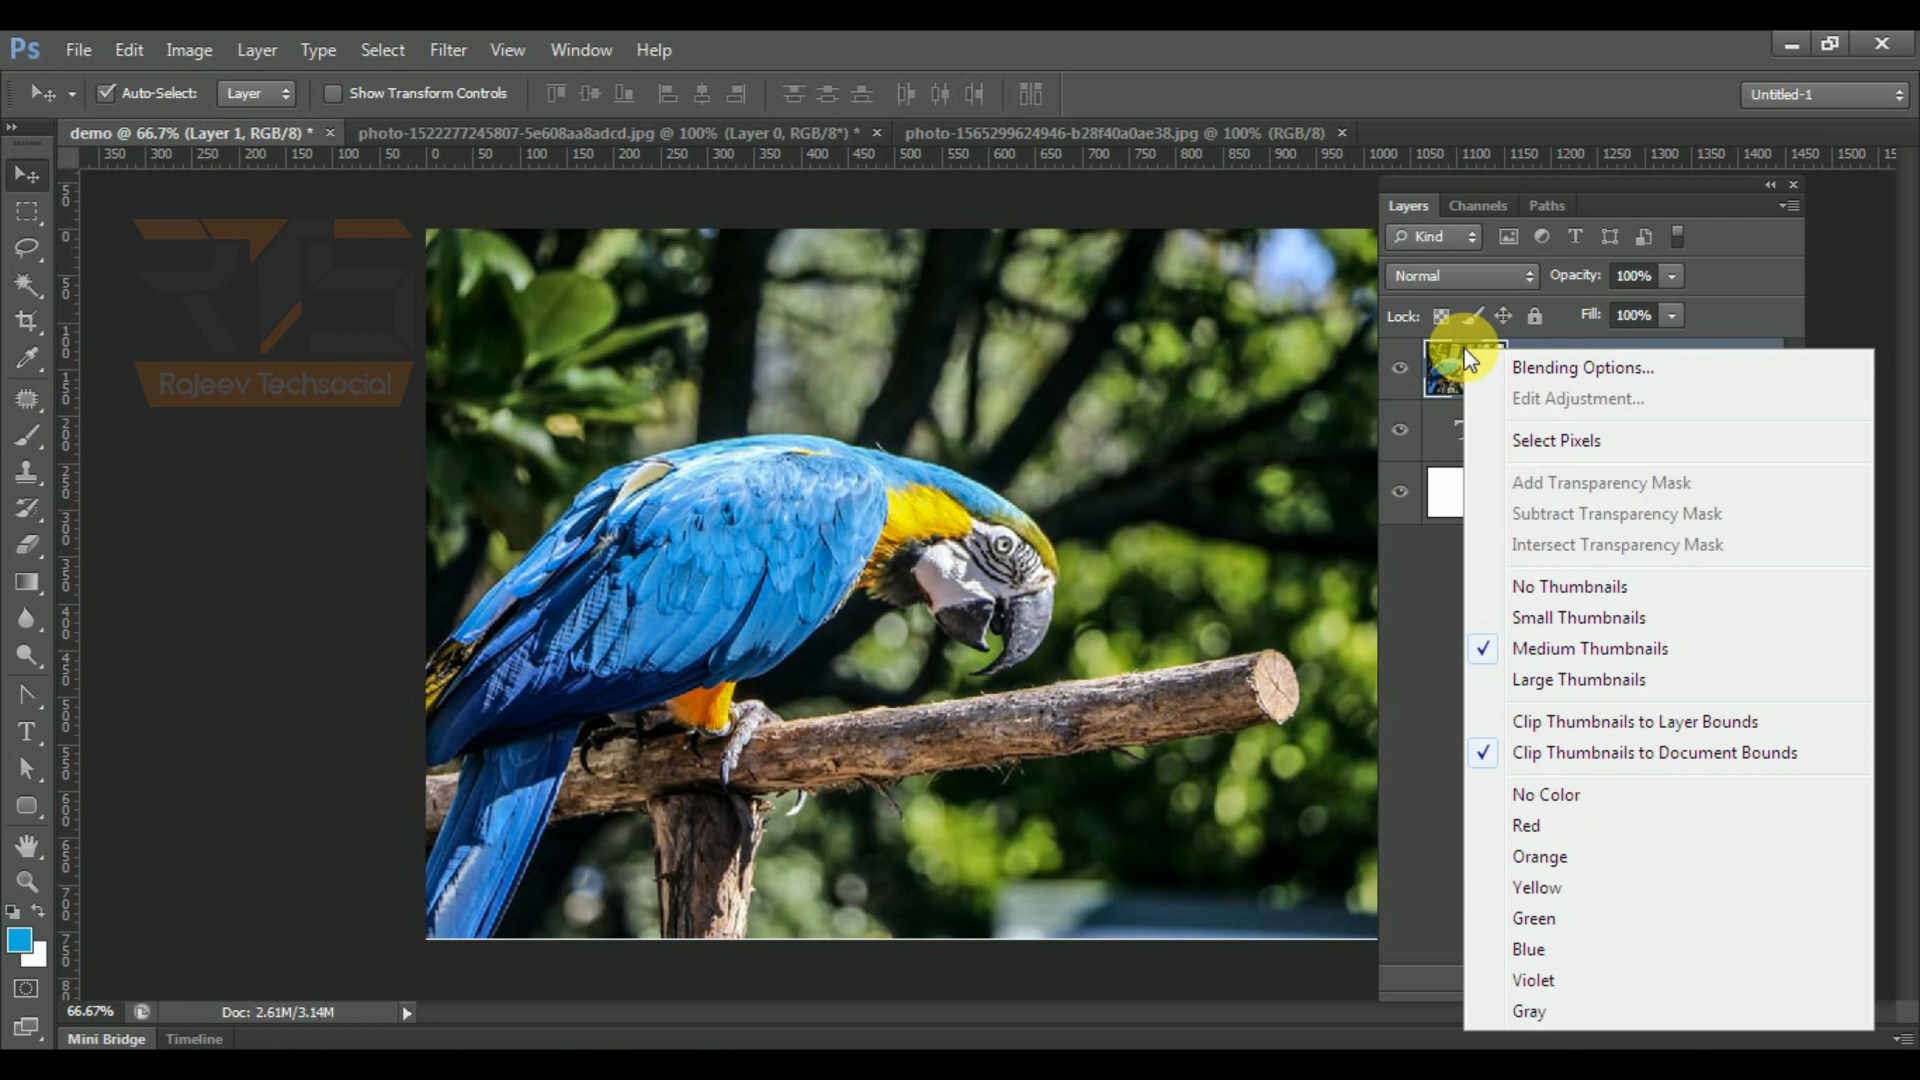 Ps File Edit Image Layer Type Select Filter View Window Help
Auto-Select: Layer Show Transform Controls Untitled-1
demo @ 66.7% (Layer 1, RGB/8) * photo-1522277245807-5e608aa8adcd.jpg @ 100% (Layer 0, RGB/8*) * photo-1565299624946-b28f40a0ae38.jpg @ 100% (RGB/8)
350 300 250 200 150 100 50 0 50 100 150 200 250 300 350 400 450 500 550 600 650 700 750 800 850 900 950 1000 1050 1100 1150 1200 1250 1300 1350 1400 1450 1500
Layers Channels Paths
Kind
Normal Opacity: 100%
Lock: Fill: 100%
RTS
Rajeev Techsocial
Blending Options...
Edit Adjustment...
Select Pixels
Add Transparency Mask
Subtract Transparency Mask
Intersect Transparency Mask
No Thumbnails
Small Thumbnails
Medium Thumbnails
Large Thumbnails
Clip Thumbnails to Layer Bounds
Clip Thumbnails to Document Bounds
No Color
Red
Orange
Yellow
Green
Blue
Violet
Gray
66.67% Doc: 2.61M/3.14M
Mini Bridge Timeline